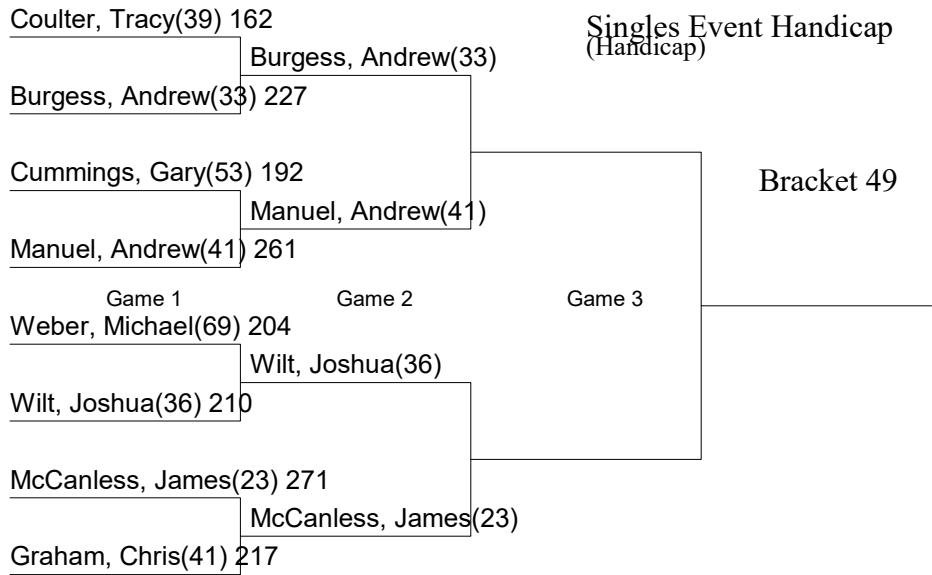 Coulter, Tracy(39) 162
Singles Event Handicap
(Handicap)
Burgess, Andrew(33)
Burgess, Andrew(33) 227
Cummings, Gary(53) 192
Bracket 49
Manuel, Andrew(41)
Manuel, Andrew(41) 261
Game 1
Game 2
Game 3
Weber, Michael(69) 204
Wilt, Joshua(36)
Wilt, Joshua(36) 210
McCanless, James(23) 271
McCanless, James(23)
Graham, Chris(41) 217